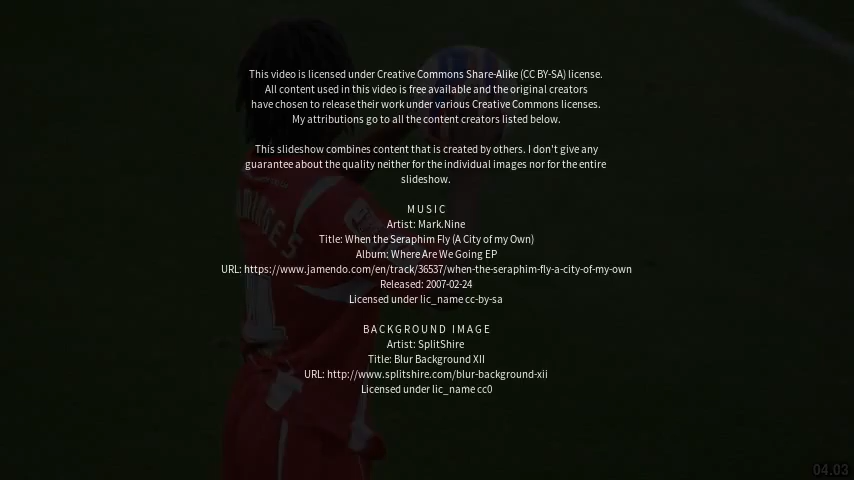 This video is licensed under Creative Commons Share-Alike (CC BY-SA) license.
All content used in this video is free available and the original creators
have chosen to release their work under various Creative Commons licenses.
My attributions go to all the content creators listed below.
This slideshow combines content that is created by others. I don't give any
guarantee about the quality neither for the individual images nor for the entire
slideshow.
MUSIC
Artist: Mark.Nine
Title: When the Seraphim Fly (A City of my Own)
Album: Where Are We Going EP
URL: https://www.jamendo.com/en/track/36537/when-the-seraphim-fly-a-city-of-my-own
Released: 2007-02-24
Licensed under lic_name cc-by-sa
BACKGROUND IMAGE
Artist: SplitShire
Title: Blur Background XII
URL: http://www.splitshire.com/blur-background-xii
Licensed under lic_name cc0
04.03